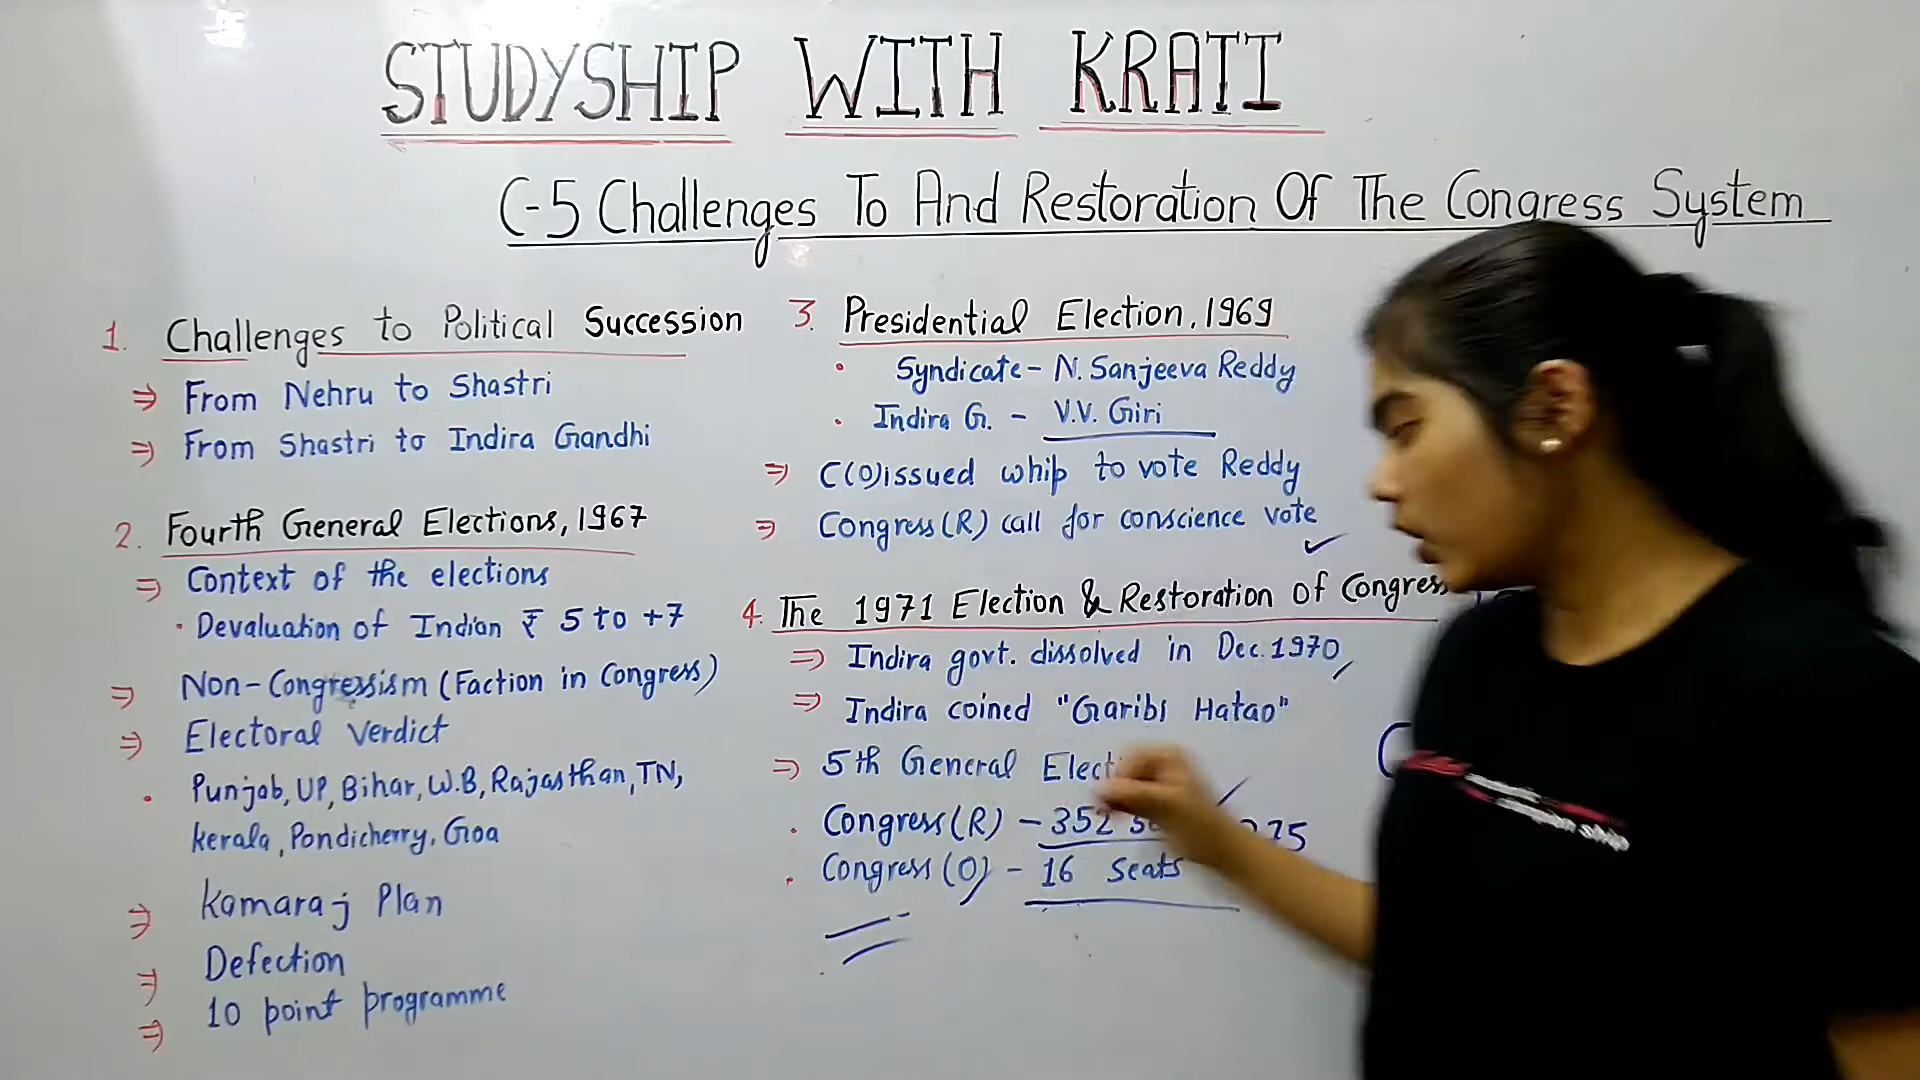 STUDYSHIP WITH KRATI
C-5 Challenges To And Restoration Of The Congress System
1. Challenges to Political Succession
⇒ From Nehru to Shastri
⇒ From Shastri to Indira Gandhi
2. Fourth General Elections, 1967
⇒ Context of the elections
• Devaluation of Indian ₹ 5 to +7
⇒ Non-Congressism (Faction in Congress)
⇒ Electoral Verdict
• Punjab, UP, Bihar, W.B, Rajasthan, TN,
kerala, Pondicherry, Goa
⇒ Kamaraj Plan
⇒ Defection
⇒ 10 point programme
3. Presidential Election, 1969
• Syndicate - N. Sanjeeva Reddy
• Indira G. - V.V. Giri
⇒ C(O) issued whip to vote Reddy
⇒ Congress (R) call for conscience vote
4. The 1971 Election & Restoration of Congress
⇒ Indira govt. dissolved in Dec. 1970
⇒ Indira coined "Garibi Hatao"
⇒ 5th General
• Congress (R) - 352
• Congress (O) - 16 seats